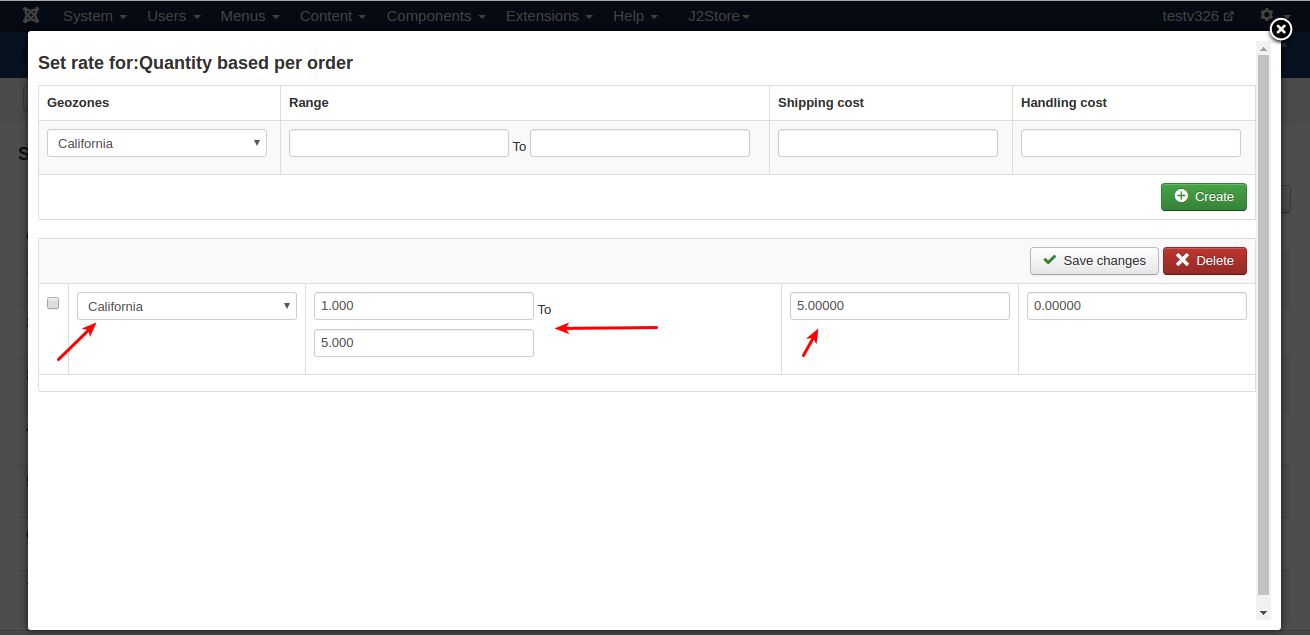 System Users Menus Content Components Extensions Help J2Store testv326
Set rate for:Quantity based per order
Geozones Range Shipping cost Handling cost
California To
Create
Save changes Delete
California 1.000 To 5.00000 0.00000
5.000